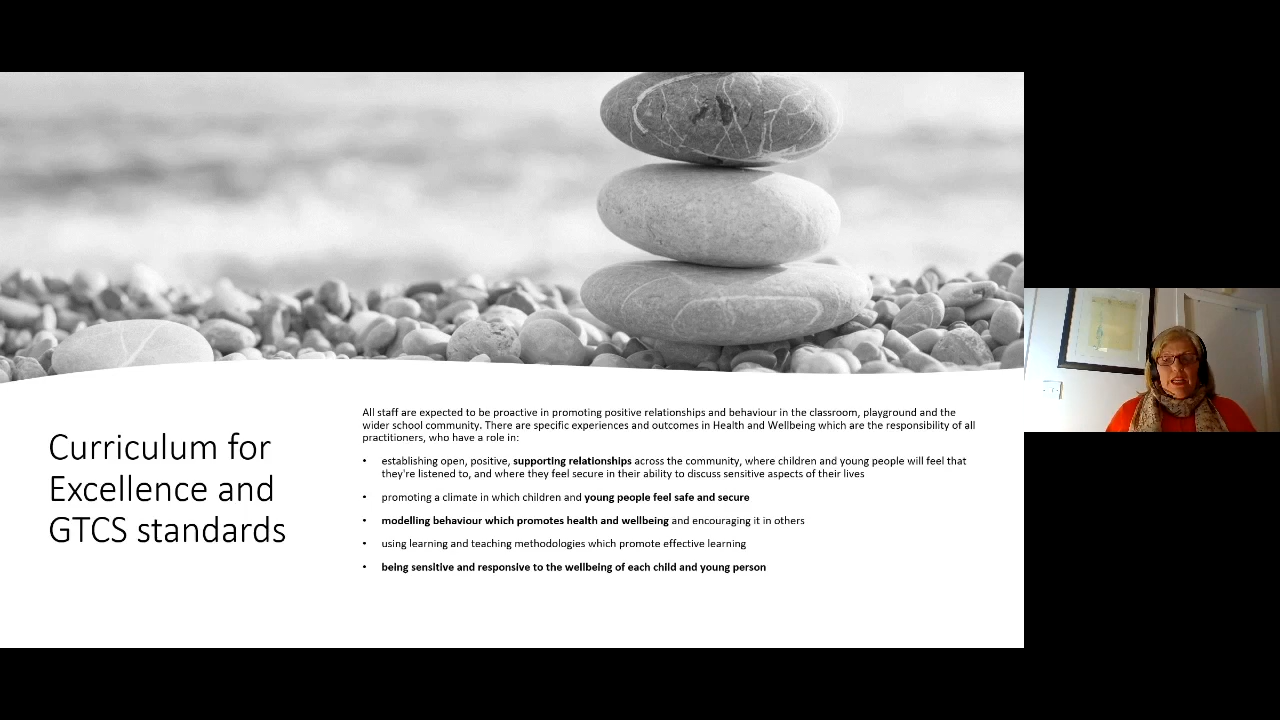 Curriculum for
Excellence and
GTCS standards
All staff are expected to be proactive in promoting positive relationships and behaviour in the classroom, playground and the
wider school community. There are specific experiences and outcomes in Health and Wellbeing which are the responsibility of all
practitioners, who have a role in:
• establishing open, positive, supporting relationships across the community, where children and young people will feel that
they're listened to, and where they feel secure in their ability to discuss sensitive aspects of their lives
• promoting a climate in which children and young people feel safe and secure
• modelling behaviour which promotes health and wellbeing and encouraging it in others
• using learning and teaching methodologies which promote effective learning
• being sensitive and responsive to the wellbeing of each child and young person